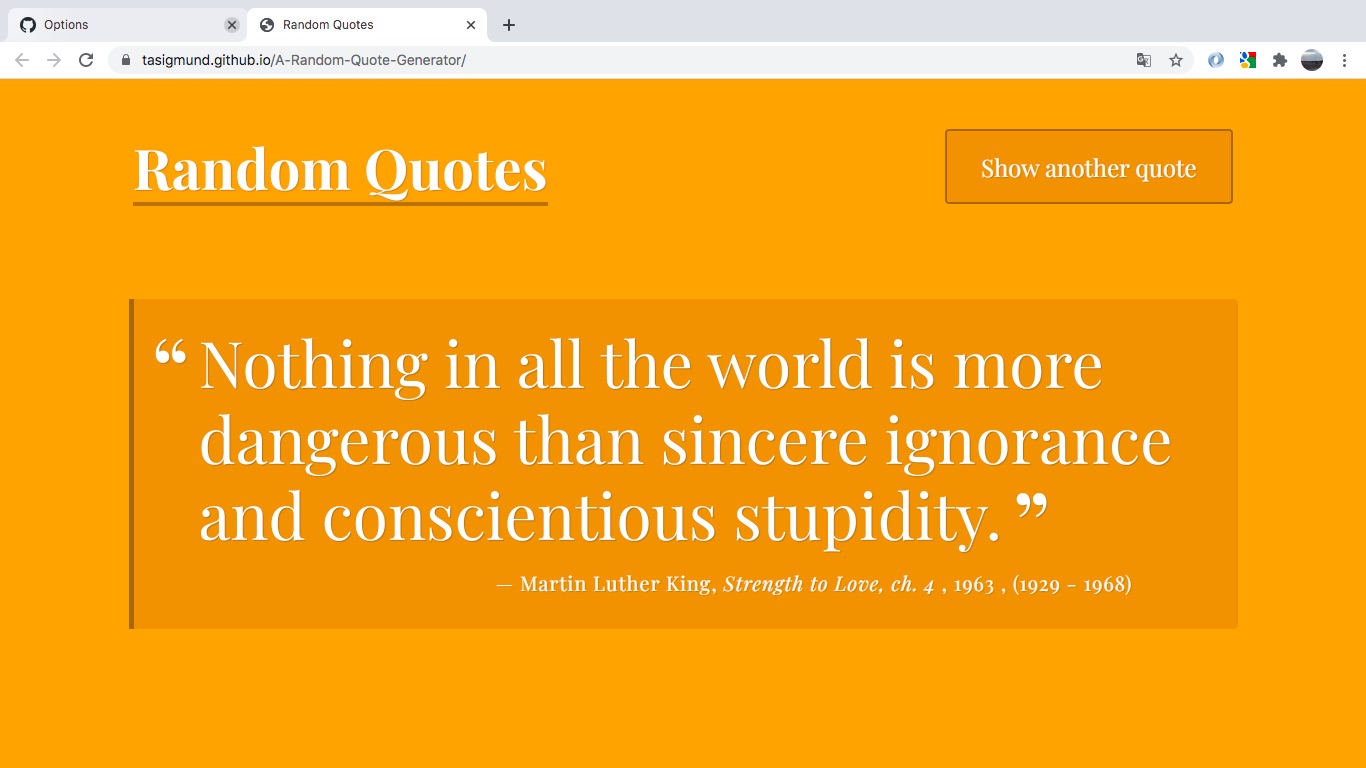 Options
Random Quotes
tasigmund.github.io/A-Random-Quote-Generator/
Random Quotes
Show another quote
“ Nothing in all the world is more
dangerous than sincere ignorance
and conscientious stupidity. ”
— Martin Luther King, Strength to Love, ch. 4 , 1963 , (1929 – 1968)